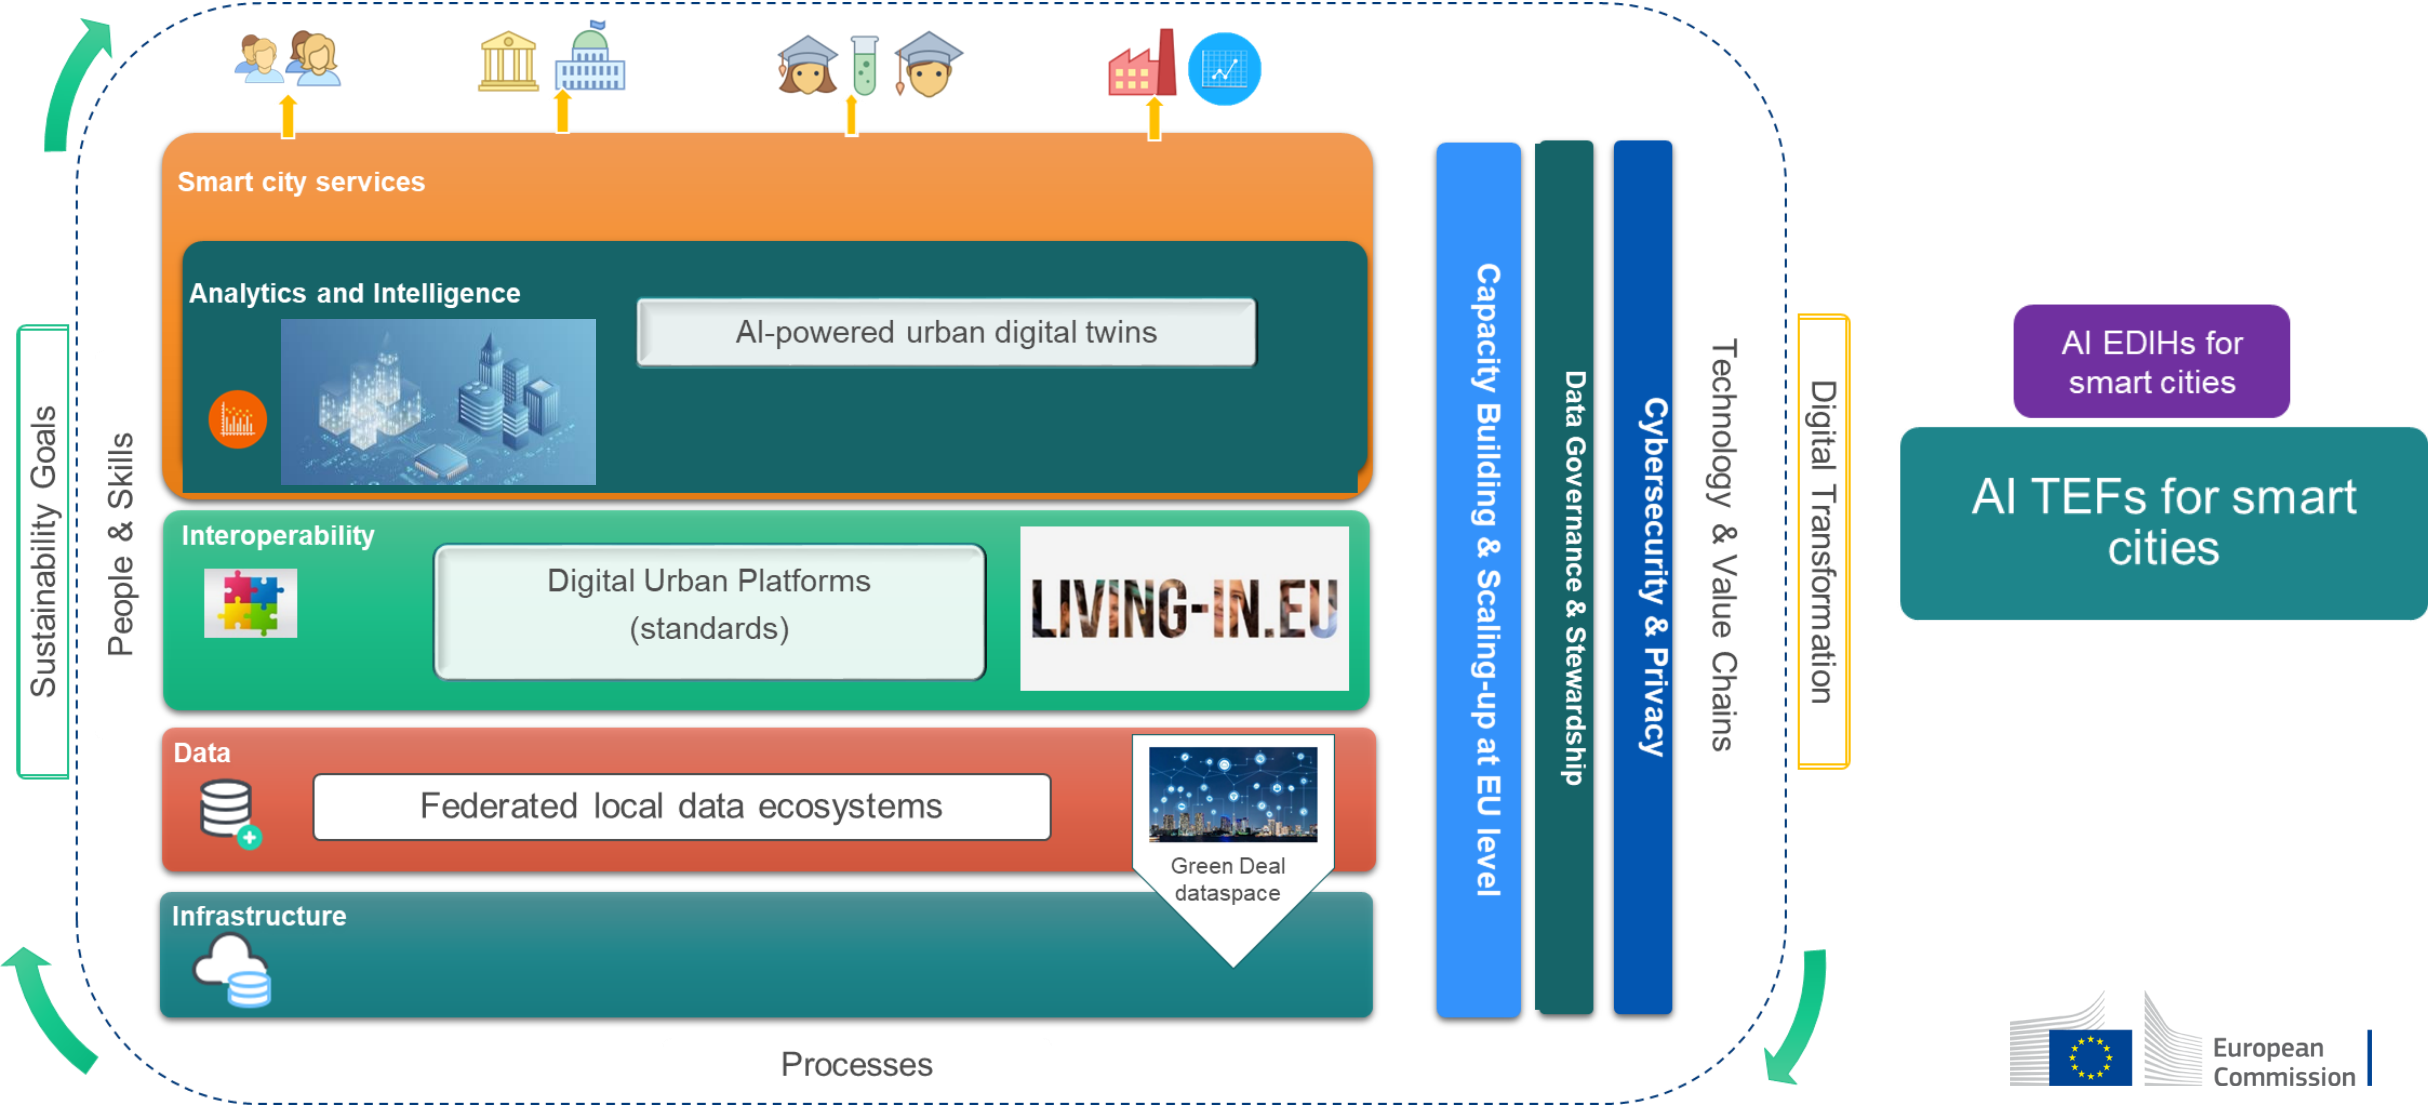 Smart city services
Analytics and Intelligence
AI-powered urban digital twins
Interoperability
Digital Urban Platforms
(standards)
LIVING-IN.EU
Data
Federated local data ecosystems
Green Deal
dataspace
Infrastructure
Processes
Sustainability Goals
People & Skills
Capacity Building & Scaling-up at EU level
Data Governance & Stewardship
Cybersecurity & Privacy
Technology & Value Chains
Digital Transformation
AI EDIHs for
smart cities
AI TEFs for smart
cities
European
Commission